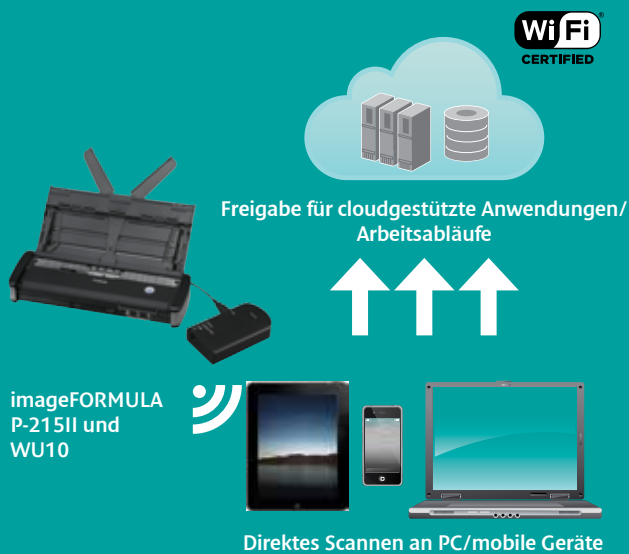 Wi Fi
CERTIFIED
Freigabe für cloudgestützte Anwendungen/
Arbeitsabläufe
imageFORMULA
P-215II und
WU10
Direktes Scannen an PC/mobile Geräte